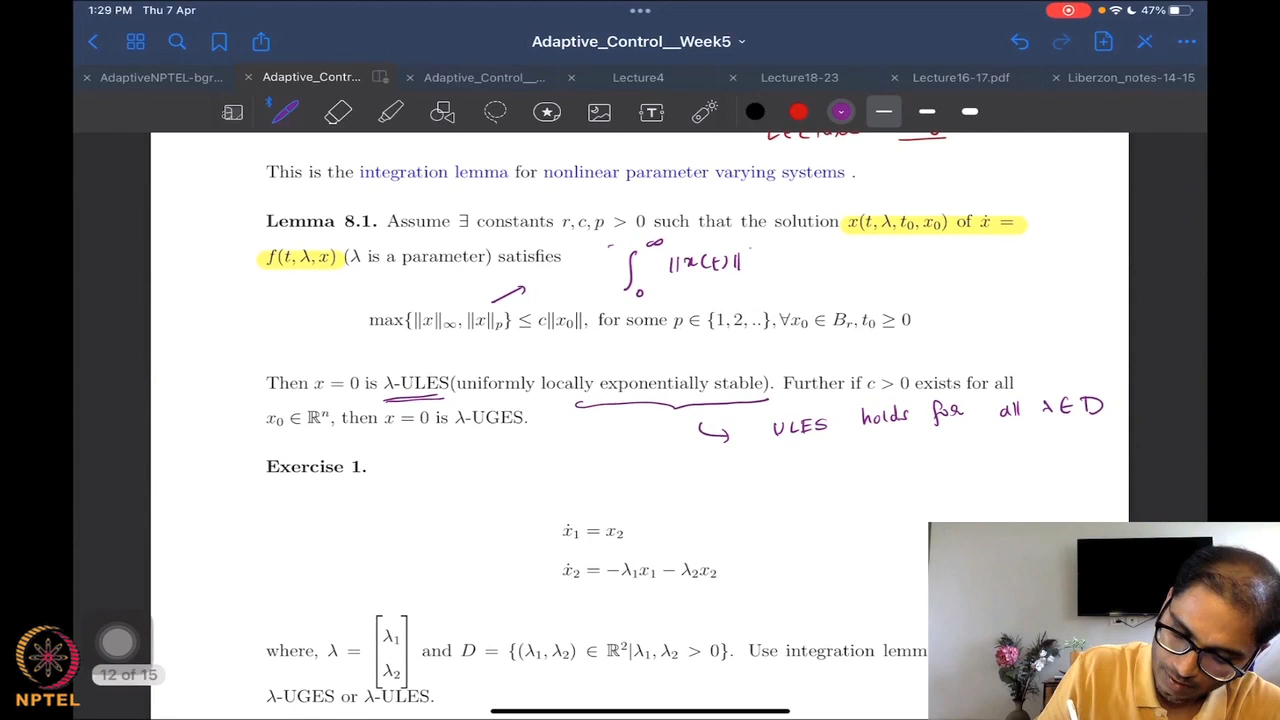 1:29 PM Thu 7 Apr
47%
Adaptive_Control__Week5
AdaptiveNPTEL-bgr...
Adaptive_Contr...
Adaptive_Control__...
Lecture4
Lecture18-23
Lecture16-17.pdf
Liberzon_notes-14-15
This is the integration lemma for nonlinear parameter varying systems .
Lemma 8.1. Assume ∃ constants r, c, p > 0 such that the solution x(t, λ, t₀, x₀) of ẋ =
f(t, λ, x) (λ is a parameter) satisfies
∫₀^∞ ||x(t)||
max{‖x‖∞, ‖x‖ₚ} ≤ c‖x₀‖, for some p ∈ {1, 2, ..}, ∀x₀ ∈ Bᵣ, t₀ ≥ 0
Then x = 0 is λ-ULES(uniformly locally exponentially stable). Further if c > 0 exists for all
x₀ ∈ ℝⁿ, then x = 0 is λ-UGES.
ULES holds for all λ ∈ D
Exercise 1.
ẋ₁ = x₂
ẋ₂ = −λ₁x₁ − λ₂x₂
where, λ = [λ₁ λ₂] and D = {(λ₁, λ₂) ∈ ℝ²|λ₁, λ₂ > 0}. Use integration lemm
λ-UGES or λ-ULES.
12 of 15
NPTEL